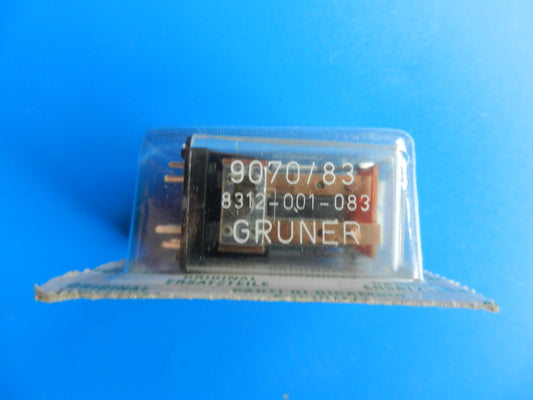 9070/83
8312-001-083
GRUNER
ORIGINAL
ERSATZTEILE